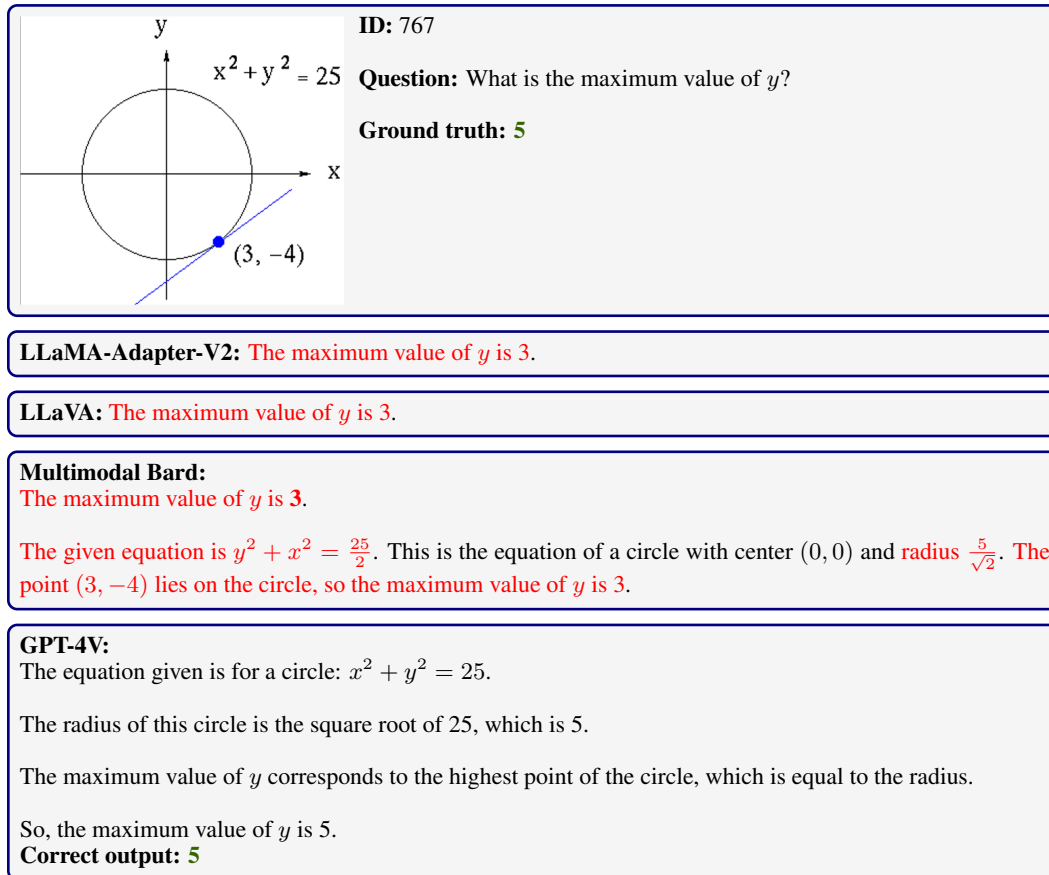 y
x² + y² = 25
x
(3, −4)
ID: 767
Question: What is the maximum value of y?
Ground truth: 5
LLaMA-Adapter-V2: The maximum value of y is 3.
LLaVA: The maximum value of y is 3.
Multimodal Bard:
The maximum value of y is 3.
The given equation is y² + x² = 25/2. This is the equation of a circle with center (0, 0) and radius 5/√2. The
point (3, −4) lies on the circle, so the maximum value of y is 3.
GPT-4V:
The equation given is for a circle: x² + y² = 25.
The radius of this circle is the square root of 25, which is 5.
The maximum value of y corresponds to the highest point of the circle, which is equal to the radius.
So, the maximum value of y is 5.
Correct output: 5